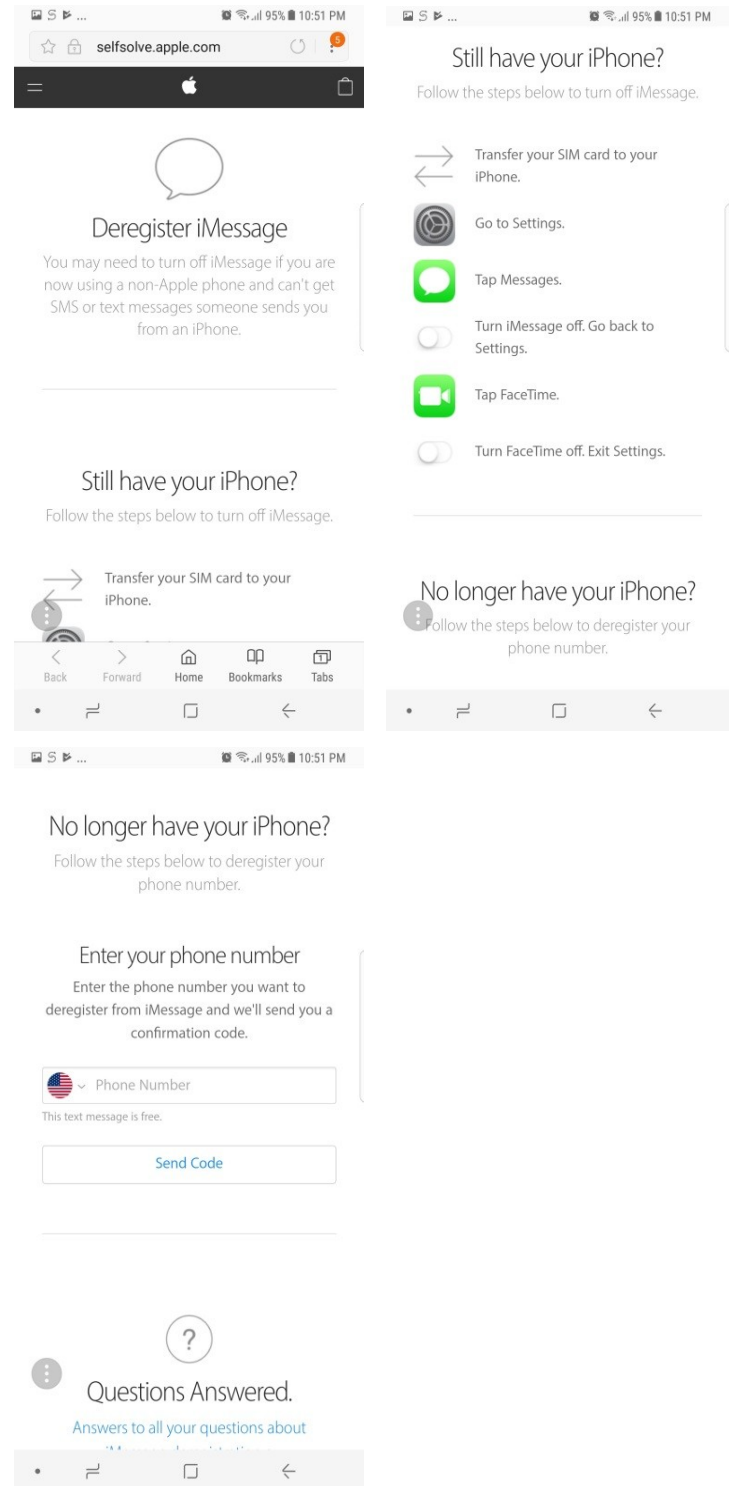 ... 95% 10:51 PM
selfsolve.apple.com
5
Deregister iMessage
You may need to turn off iMessage if you are
now using a non-Apple phone and can't get
SMS or text messages someone sends you
from an iPhone.
Still have your iPhone?
Follow the steps below to turn off iMessage.
Transfer your SIM card to your
iPhone.
Back Forward Home Bookmarks 1 Tabs
... 95% 10:51 PM
Still have your iPhone?
Follow the steps below to turn off iMessage.
Transfer your SIM card to your
iPhone.
Go to Settings.
Tap Messages.
Turn iMessage off. Go back to
Settings.
Tap FaceTime.
Turn FaceTime off. Exit Settings.
No longer have your iPhone?
Follow the steps below to deregister your
phone number.
... 95% 10:51 PM
No longer have your iPhone?
Follow the steps below to deregister your
phone number.
Enter your phone number
Enter the phone number you want to
deregister from iMessage and we'll send you a
confirmation code.
Phone Number
This text message is free.
Send Code
?
Questions Answered.
Answers to all your questions about